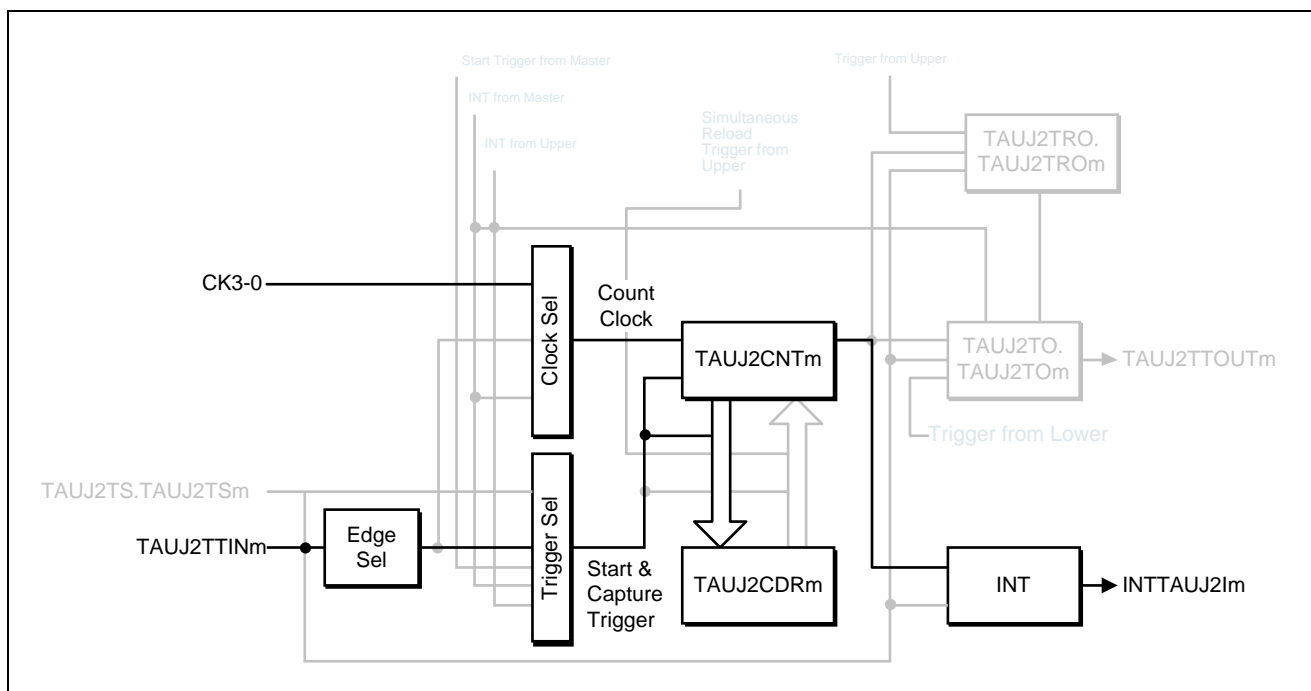 Start Trigger from Master
Trigger from Upper
INT from Master
Simultaneous
Reload
Trigger from
Upper
INT from Upper
TAUJ2TRO.
TAUJ2TROm
CK3-0
Clock Sel
Count
Clock
TAUJ2CNTm
TAUJ2TO.
TAUJ2TOm
TAUJ2TTOUTm
Trigger from Lower
TAUJ2TS.TAUJ2TSm
TAUJ2TTINm
Edge
Sel
Trigger Sel
Start &
Capture
Trigger
TAUJ2CDRm
INT
INTTAUJ2Im